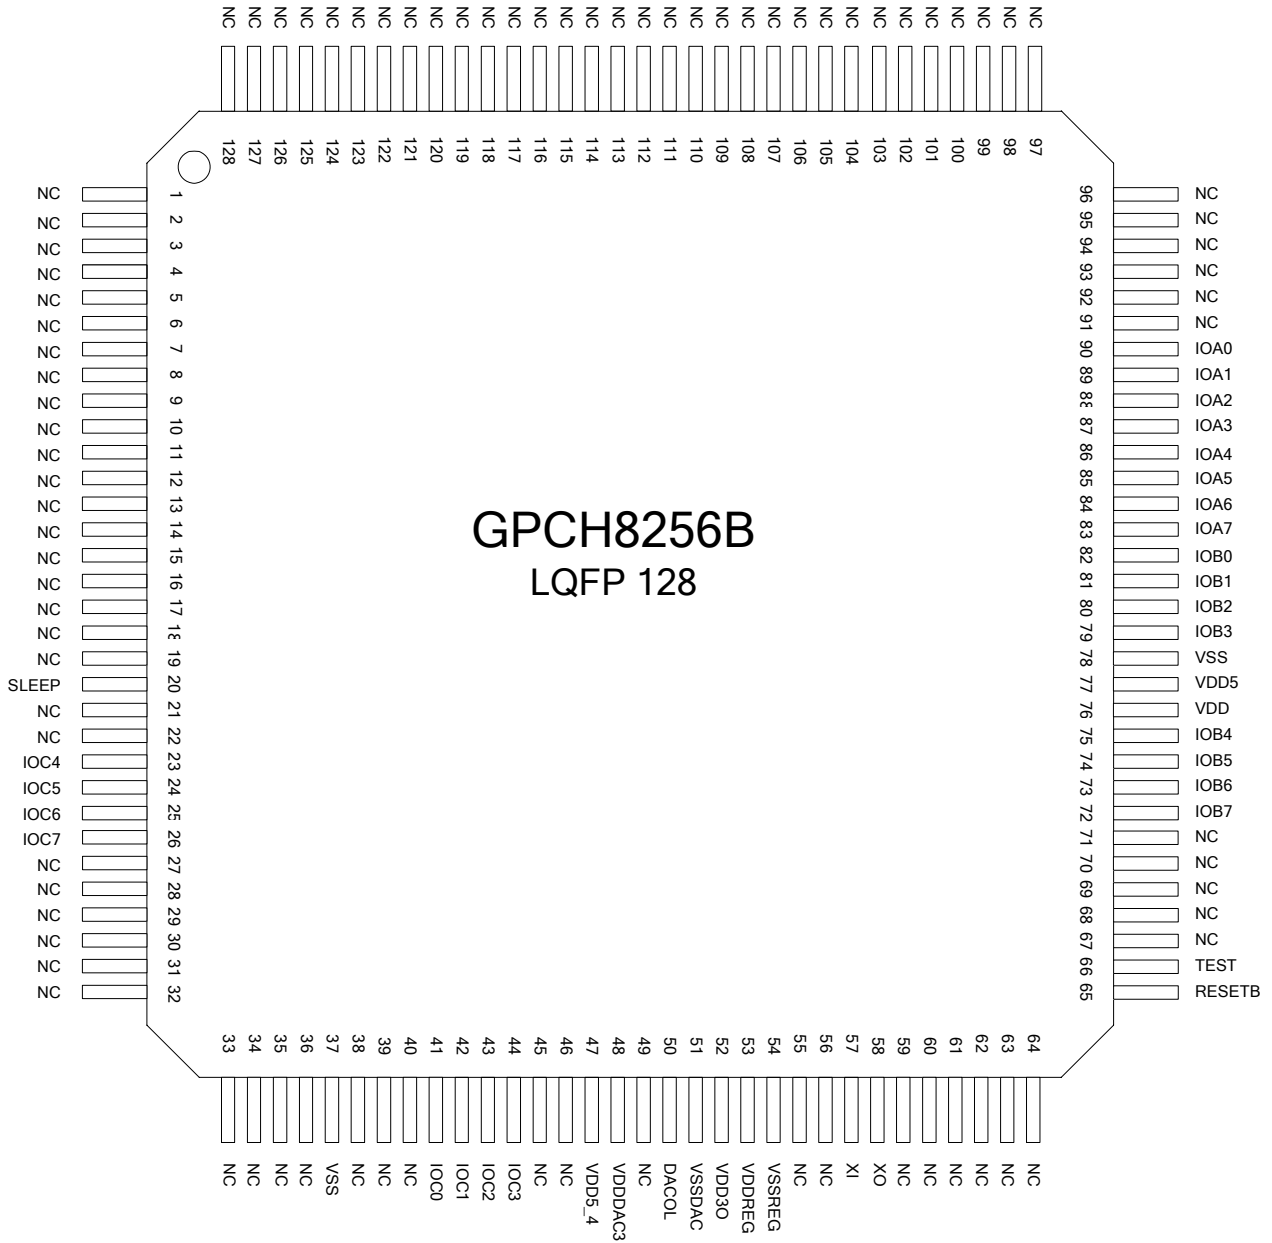 NC NC NC NC NC NC NC NC NC NC NC NC NC NC NC NC NC NC NC NC NC NC NC NC NC NC NC NC NC NC NC NC
128 127 126 125 124 123 122 121 120 119 118 117 116 115 114 113 112 111 110 109 108 107 106 105 104 103 102 101 100 99 98 97
NC 1 96 NC
NC 2 95 NC
NC 3 94 NC
NC 4 93 NC
NC 5 92 NC
NC 6 91 NC
NC 7 90 IOA0
NC 8 89 IOA1
NC 9 88 IOA2
NC 10 87 IOA3
NC 11 86 IOA4
NC 12 85 IOA5
NC 13 84 IOA6
NC 14 83 IOA7
GPCH8256B
NC 15 82 IOB0
LQFP 128
NC 16 81 IOB1
NC 17 80 IOB2
NC 18 79 IOB3
NC 19 78 VSS
SLEEP 20 77 VDD5
NC 21 76 VDD
NC 22 75 IOB4
IOC4 23 74 IOB5
IOC5 24 73 IOB6
IOC6 25 72 IOB7
IOC7 26 71 NC
NC 27 70 NC
NC 28 69 NC
NC 29 68 NC
NC 30 67 NC
NC 31 66 TEST
NC 32 65 RESETB
33 34 35 36 37 38 39 40 41 42 43 44 45 46 47 48 49 50 51 52 53 54 55 56 57 58 59 60 61 62 63 64
NC NC NC NC VSS NC NC NC IOC0 IOC1 IOC2 IOC3 NC NC VDD5_4 VDDDAC3 NC DACOL VSSDAC VDD3O VDDREG VSSREG NC NC XI XO NC NC NC NC NC NC